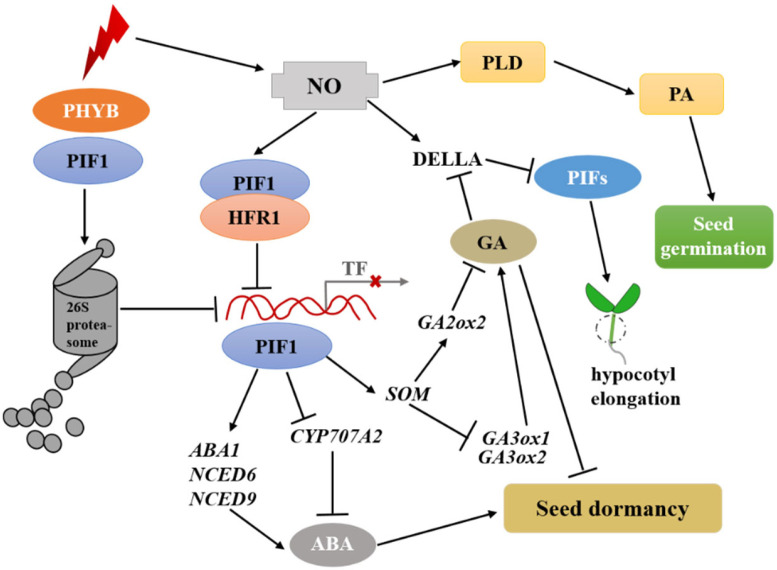 NO
PLD
PA
PHYB
PIF1
DELLA
PIFs
PIF1
HFR1
Seed
germination
GA
TF
26S
protea-
some
GA2ox2
PIF1
hypocotyl
elongation
SOM
CYP707A2
GA3ox1
GA3ox2
ABA1
NCED6
NCED9
Seed dormancy
ABA